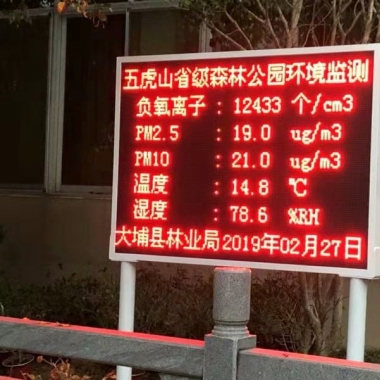 五虎山省级森林公园环境监测
负氧离子 : 12433 个/cm3
PM2.5 : 19.0 ug/m3
PM10 : 21.0 ug/m3
温度 : 14.8 ℃
湿度 : 78.6 %RH
大埔县林业局2019年02月27日